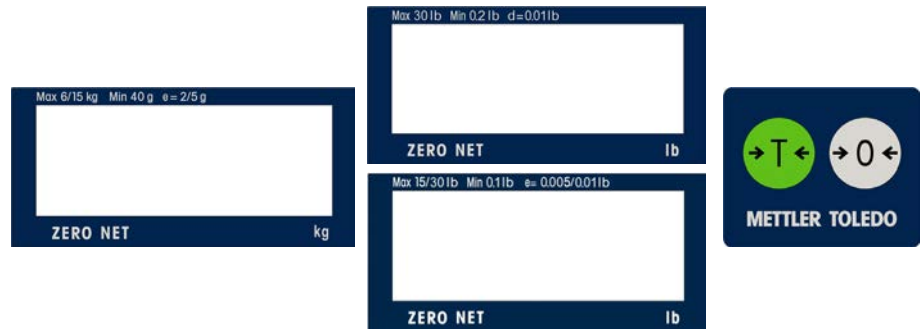 Max 6/15 kg Min 40 g e = 2/5 g
ZERO NET kg
Max 30 lb Min 0.2 lb d=0.01lb
ZERO NET lb
Max 15/30 lb Min 0.1lb e= 0.005/0.01lb
ZERO NET lb
→T← →0←
METTLER TOLEDO